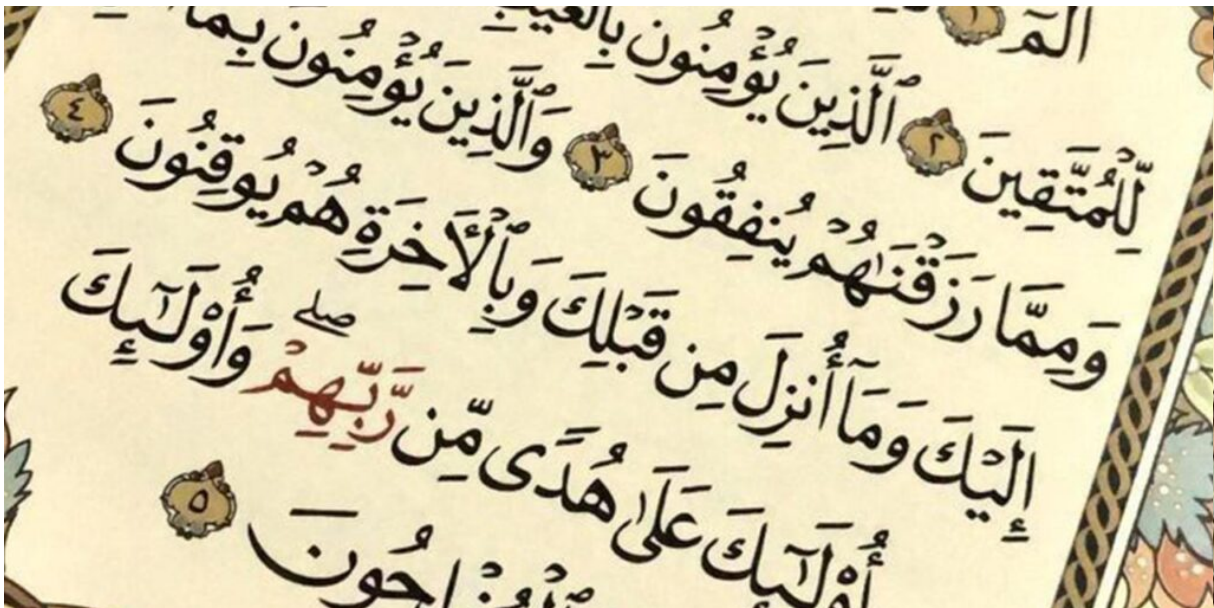 الٓمٓ ١
لِّلْمُتَّقِينَ ٢ ٱلَّذِينَ يُؤْمِنُونَ بِٱلْغَيْبِ
وَمِمَّا رَزَقْنَٰهُمْ يُنفِقُونَ ٣ وَٱلَّذِينَ يُؤْمِنُونَ بِمَآ
إِلَيْكَ وَمَآ أُنزِلَ مِن قَبْلِكَ وَبِٱلْأَخِرَةِ هُمْ يُوقِنُونَ ٤
أُو۟لَٰٓئِكَ عَلَىٰ هُدًى مِّن رَّبِّهِمْ ۖ وَأُو۟لَٰٓئِكَ
٥